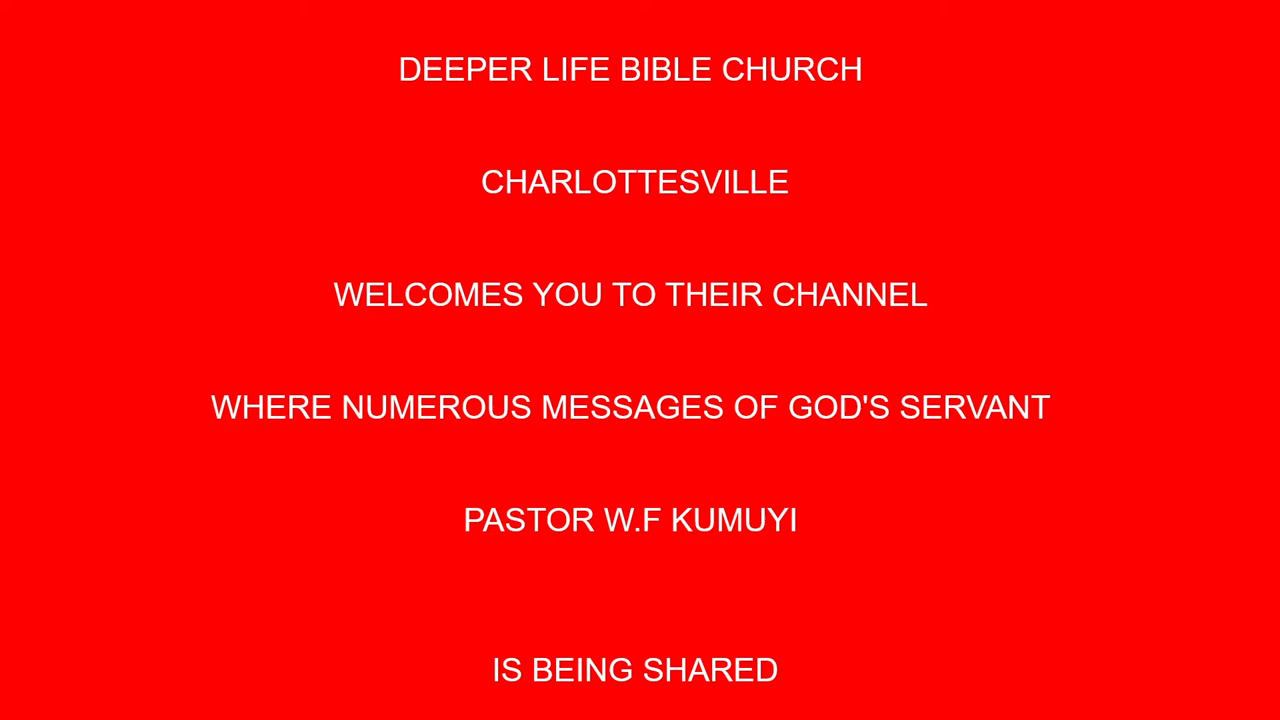 DEEPER LIFE BIBLE CHURCH
CHARLOTTESVILLE
WELCOMES YOU TO THEIR CHANNEL
WHERE NUMEROUS MESSAGES OF GOD'S SERVANT
PASTOR W.F KUMUYI
IS BEING SHARED